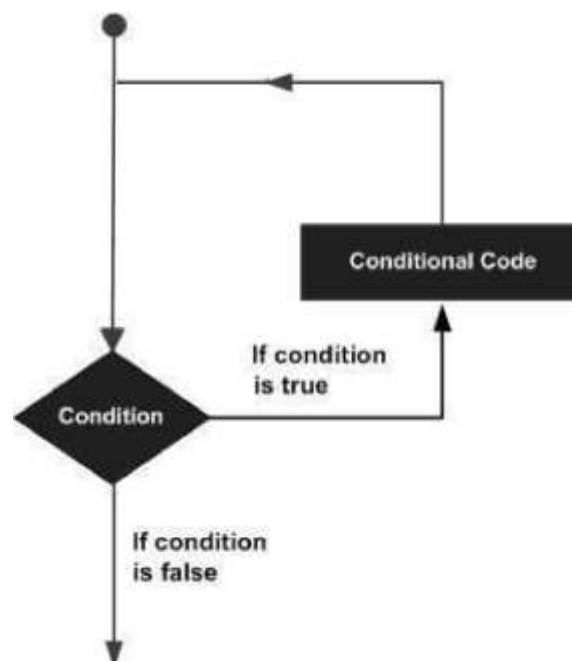 Conditional Code
If condition
is true
Condition
If condition
is false